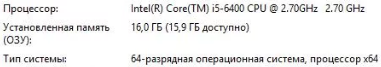 Процессор: Intel(R) Core(TM) i5-6400 CPU @ 2.70GHz 2.70 GHz
Установленная память (ОЗУ): 16,0 ГБ (15,9 ГБ доступно)
Тип системы: 64-разрядная операционная система, процессор x64